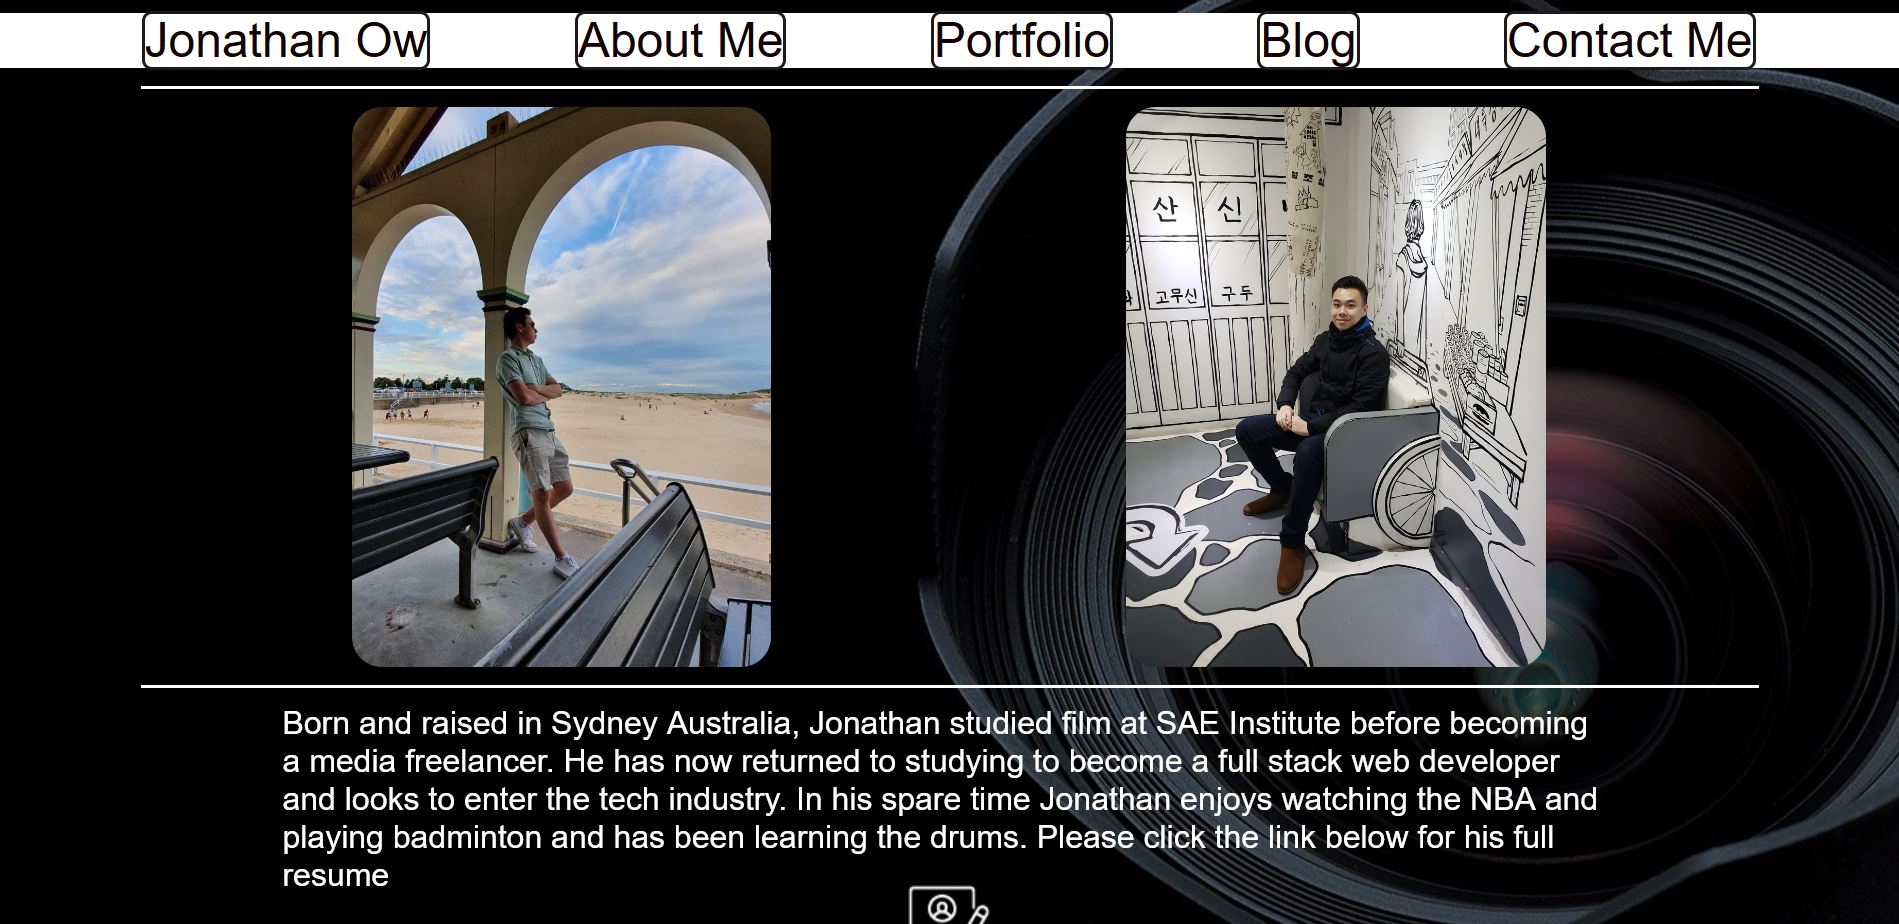 Jonathan Ow
About Me
Portfolio
Blog
Contact Me
산 신
고무신 구두
Born and raised in Sydney Australia, Jonathan studied film at SAE Institute before becoming
a media freelancer. He has now returned to studying to become a full stack web developer
and looks to enter the tech industry. In his spare time Jonathan enjoys watching the NBA and
playing badminton and has been learning the drums. Please click the link below for his full
resume